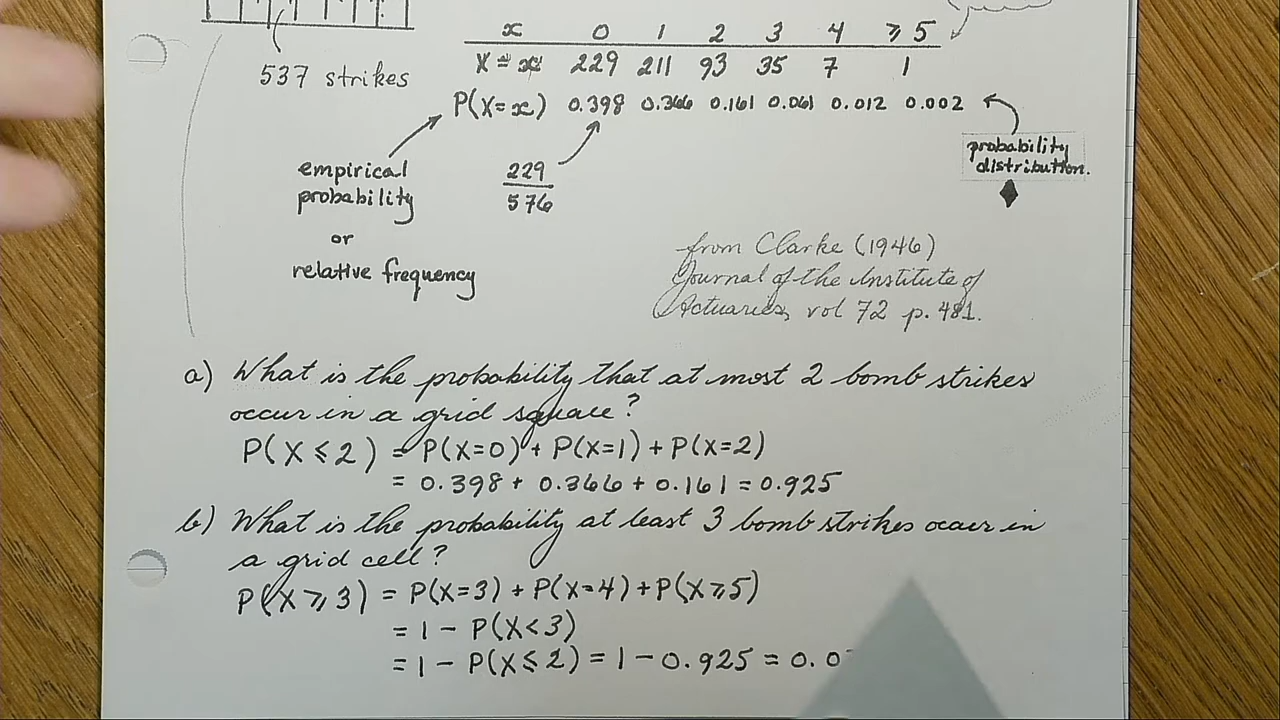 x 0 1 2 3 4 ⩾ 5
X = x 229 211 93 35 7 1
537 strikes
P(X=x) 0.398 0.366 0.161 0.061 0.012 0.002
probability
distribution.
empirical
probability
or
relative frequency
229
576
from Clarke (1946)
Journal of the Institute of
Actuaries, vol 72 p. 481.
a) What is the probability that at most 2 bomb strikes
occur in a grid square?
P(X ⩽ 2) = P(X=0) + P(X=1) + P(X=2)
= 0.398 + 0.366 + 0.161 = 0.925
b) What is the probability at least 3 bomb strikes occur in
a grid cell?
P(X ⩾ 3) = P(X=3) + P(X=4) + P(X⩾5)
= 1 - P(X<3)
= 1 - P(X⩽2) = 1 - 0.925 = 0.0